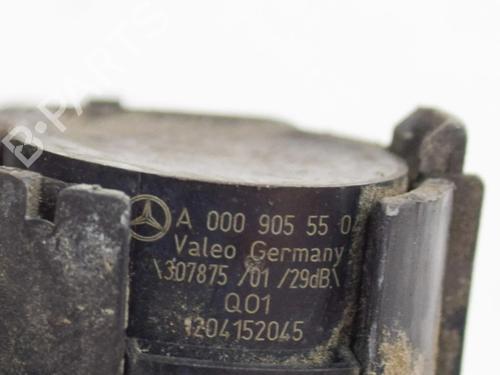 B-PARTS
A 000 905 55 0
Valeo Germany
\307875 /01 /29dB\
Q01
1204152045